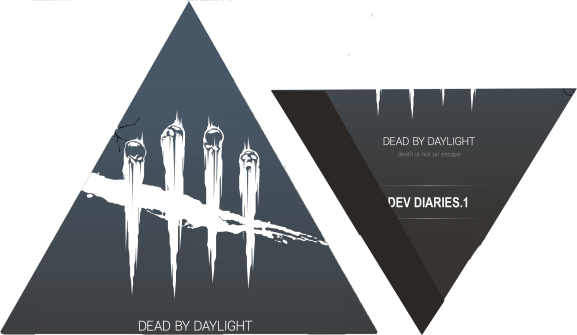 DEAD BY DAYLIGHT
DEAD BY DAYLIGHT
death is not an escape
DEV DIARIES.1